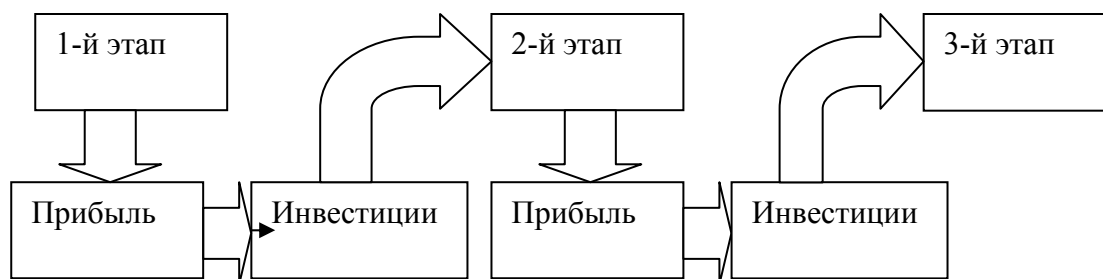 1-й этап
2-й этап
3-й этап
Прибыль
Инвестиции
Прибыль
Инвестиции